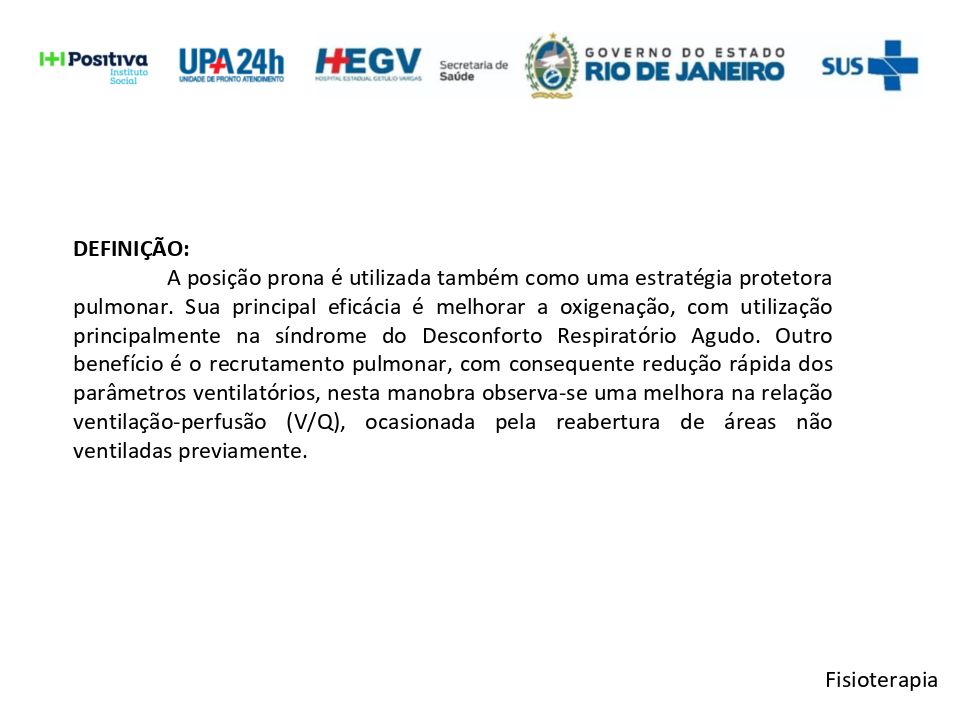 Positiva
Instituto
Social
UPA 24h
UNIDADE DE PRONTO ATENDIMENTO
HEGV
HOSPITAL ESTADUAL GETULIO VARGAS
Secretaria de
Saúde
GOVERNO DO ESTADO
RIO DE JANEIRO
SUS
DEFINIÇÃO:
A posição prona é utilizada também como uma estratégia protetora
pulmonar. Sua principal eficácia é melhorar a oxigenação, com utilização
principalmente na síndrome do Desconforto Respiratório Agudo. Outro
benefício é o recrutamento pulmonar, com consequente redução rápida dos
parâmetros ventilatórios, nesta manobra observa-se uma melhora na relação
ventilação-perfusão (V/Q), ocasionada pela reabertura de áreas não
ventiladas previamente.
Fisioterapia